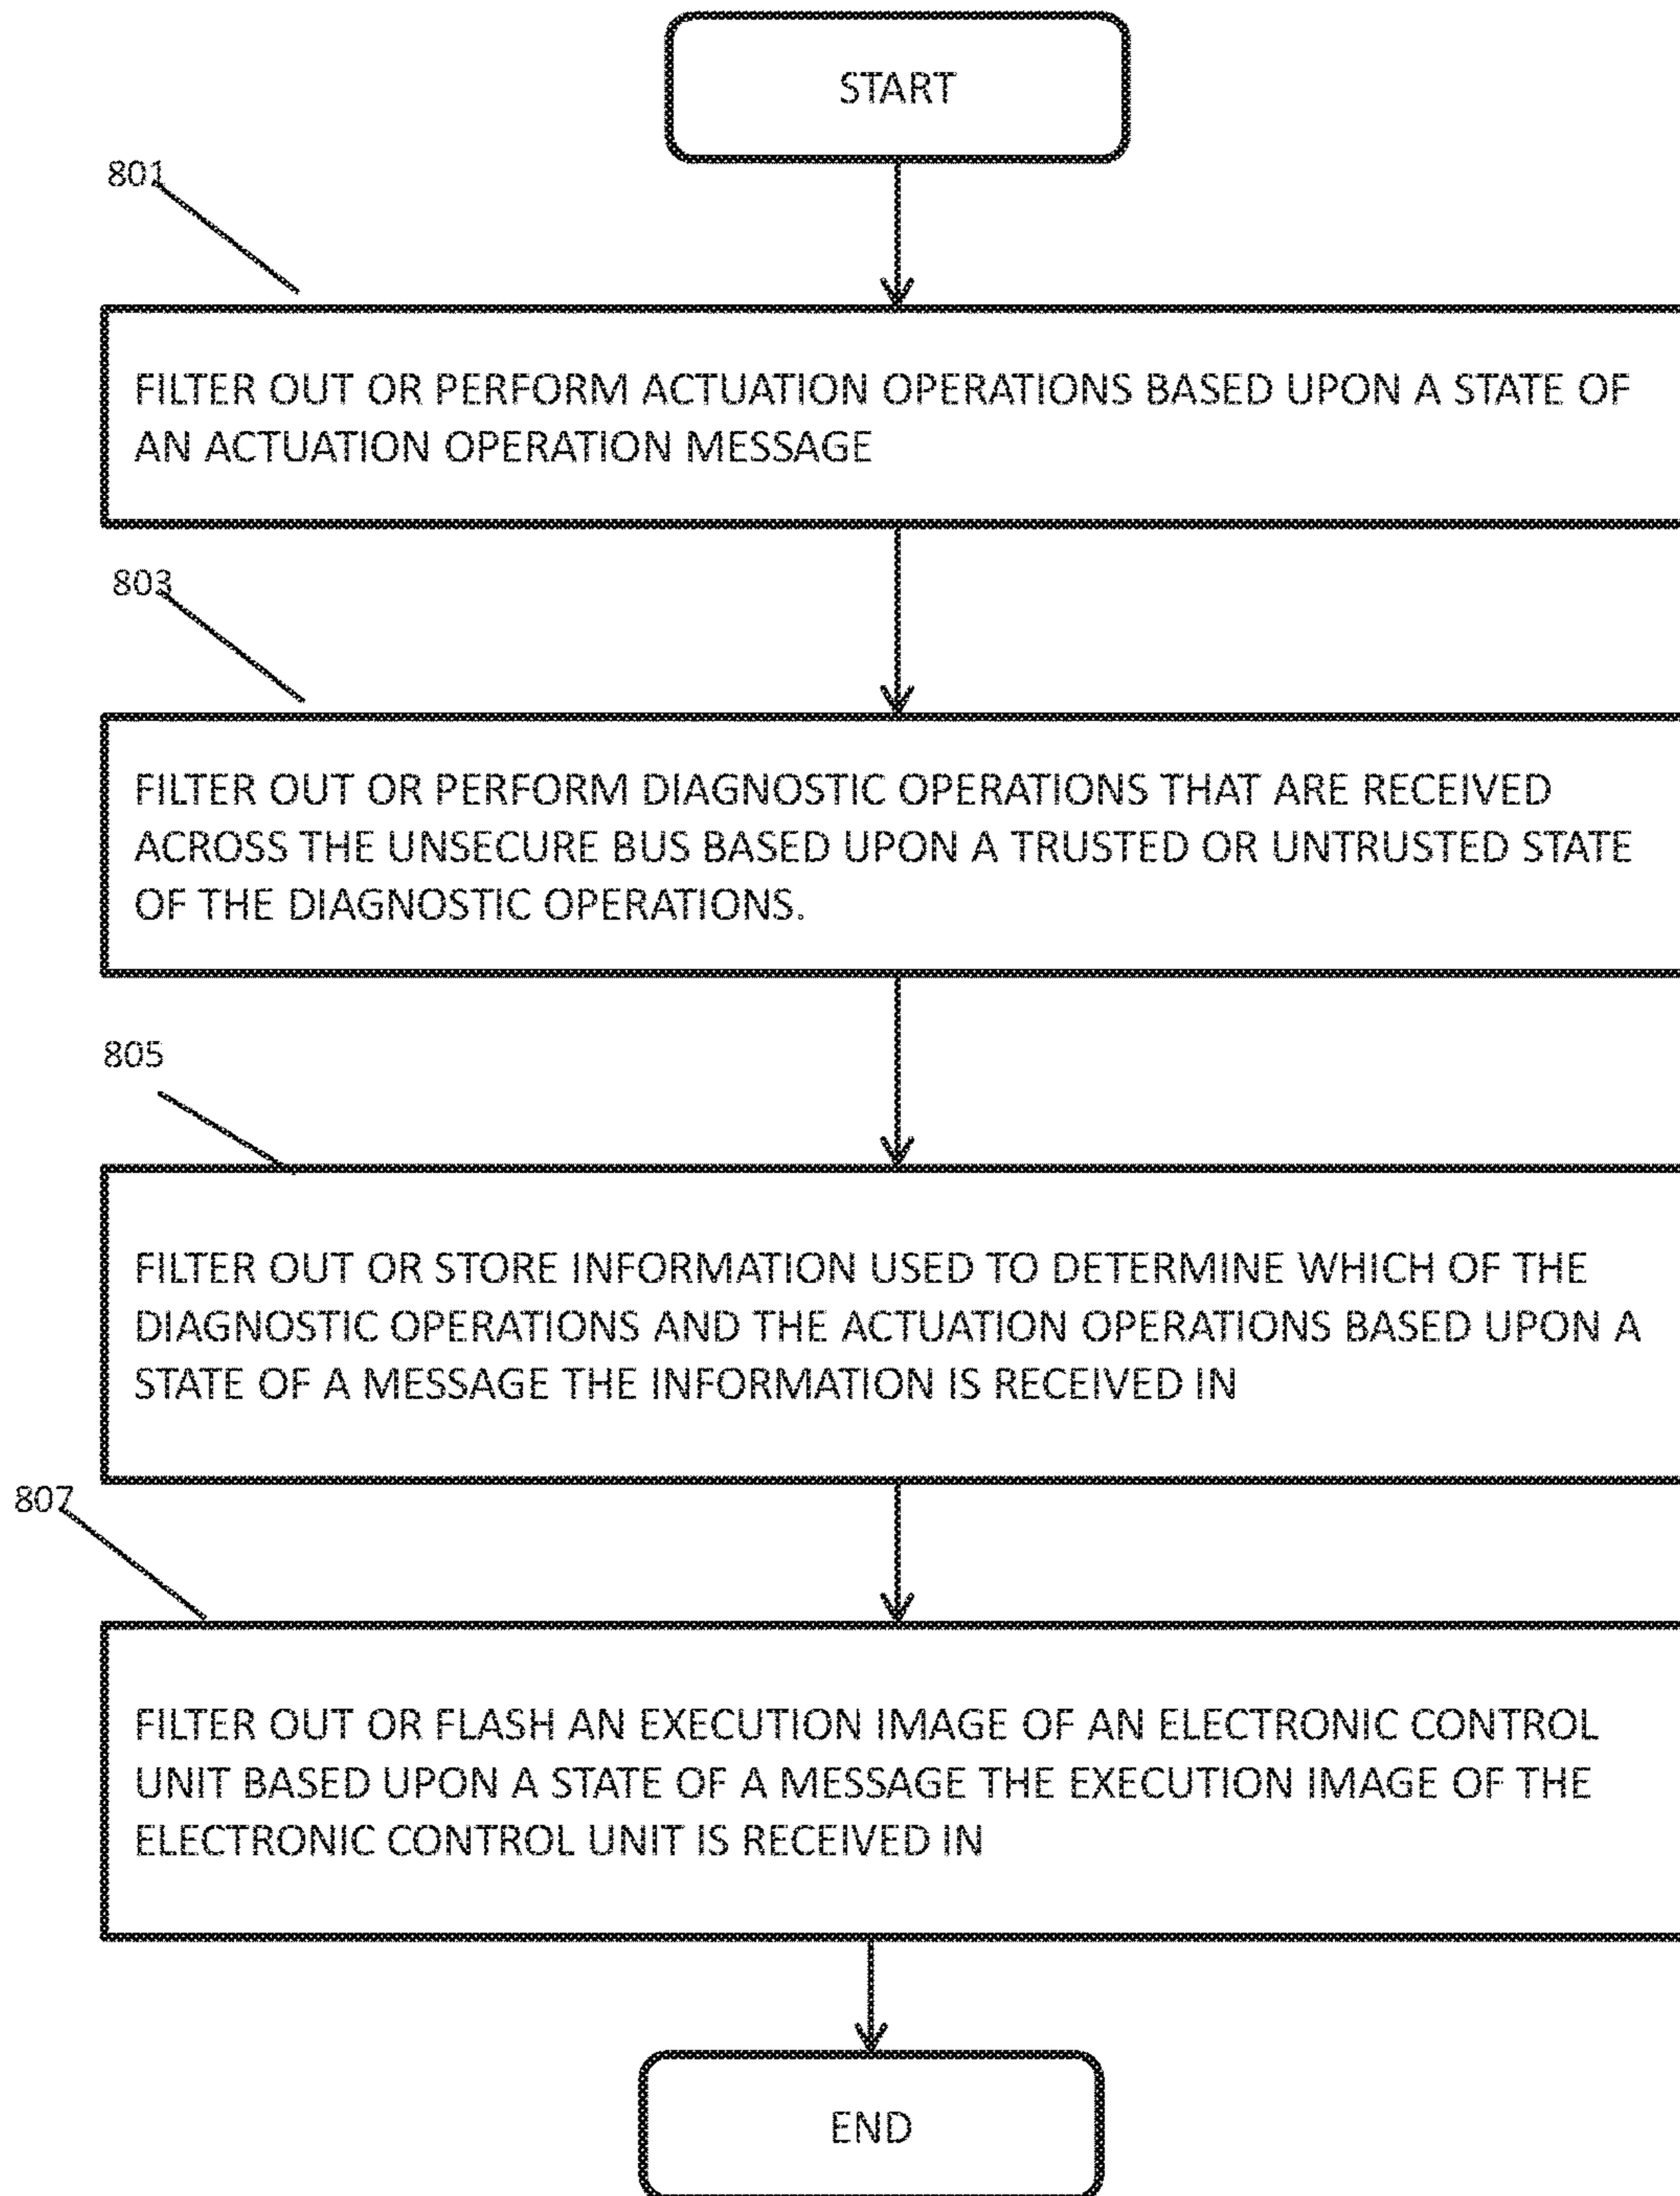 START
801
FILTER OUT OR PERFORM ACTUATION OPERATIONS BASED UPON A STATE OF
AN ACTUATION OPERATION MESSAGE
803
FILTER OUT OR PERFORM DIAGNOSTIC OPERATIONS THAT ARE RECEIVED
ACROSS THE UNSECURE BUS BASED UPON A TRUSTED OR UNTRUSTED STATE
OF THE DIAGNOSTIC OPERATIONS.
805
FILTER OUT OR STORE INFORMATION USED TO DETERMINE WHICH OF THE
DIAGNOSTIC OPERATIONS AND THE ACTUATION OPERATIONS BASED UPON A
STATE OF A MESSAGE THE INFORMATION IS RECEIVED IN
807
FILTER OUT OR FLASH AN EXECUTION IMAGE OF AN ELECTRONIC CONTROL
UNIT BASED UPON A STATE OF A MESSAGE THE EXECUTION IMAGE OF THE
ELECTRONIC CONTROL UNIT IS RECEIVED IN
END